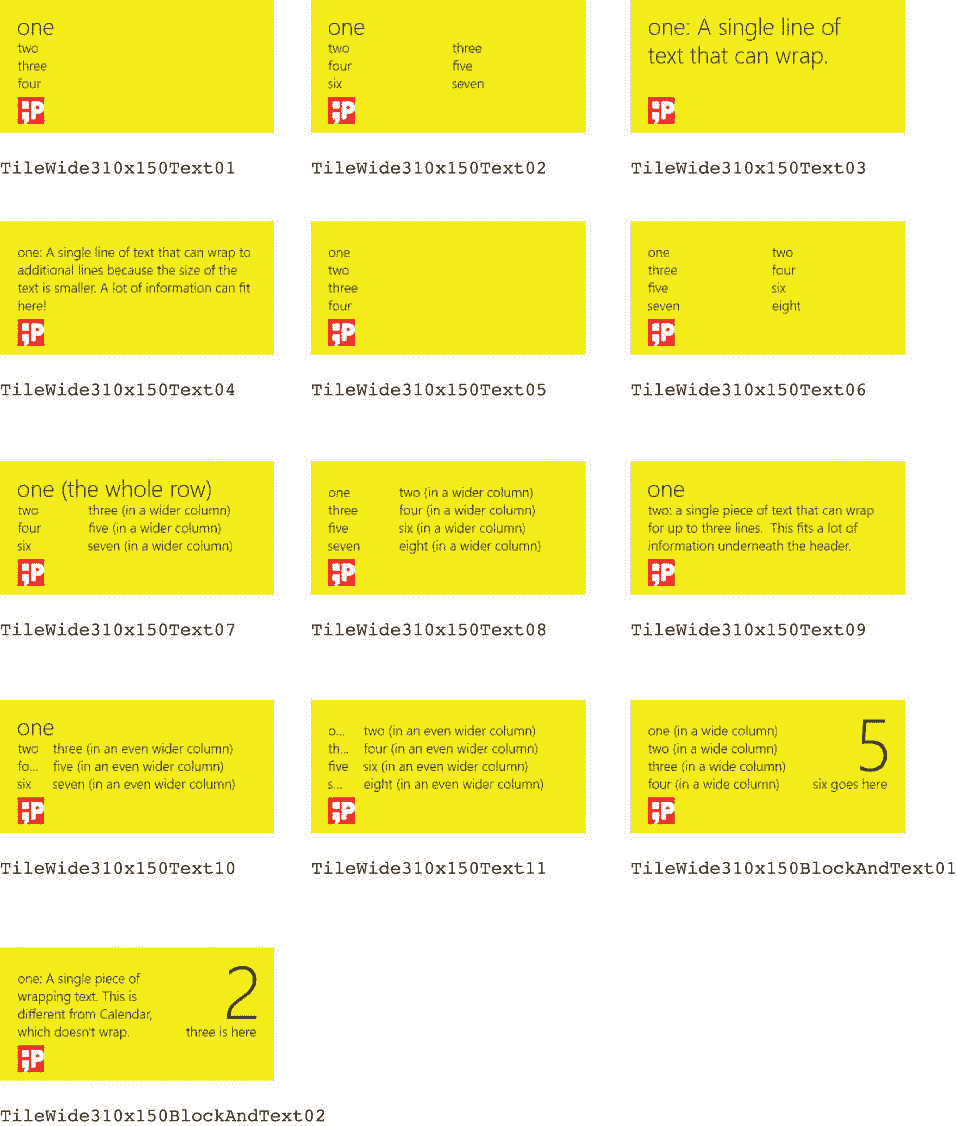 one
two
three
four
;P
TileWide310x150Text01
one
two three
four five
six seven
;P
TileWide310x150Text02
one: A single line of
text that can wrap.
;P
TileWide310x150Text03
one: A single line of text that can wrap to
additional lines because the size of the
text is smaller. A lot of information can fit
here!
;P
TileWide310x150Text04
one
two
three
four
;P
TileWide310x150Text05
one two
three four
five six
seven eight
;P
TileWide310x150Text06
one (the whole row)
two three (in a wider column)
four five (in a wider column)
six seven (in a wider column)
;P
TileWide310x150Text07
one two (in a wider column)
three four (in a wider column)
five six (in a wider column)
seven eight (in a wider column)
;P
TileWide310x150Text08
one
two: a single piece of text that can wrap
for up to three lines. This fits a lot of
information underneath the header.
;P
TileWide310x150Text09
one
two three (in an even wider column)
fo... five (in an even wider column)
six seven (in an even wider column)
;P
TileWide310x150Text10
o... two (in an even wider column)
th... four (in an even wider column)
five six (in an even wider column)
s... eight (in an even wider column)
;P
TileWide310x150Text11
one (in a wide column)
two (in a wide column)
three (in a wide column)
four (in a wide column)
5
six goes here
;P
TileWide310x150BlockAndText01
one: A single piece of
wrapping text. This is
different from Calendar,
which doesn't wrap.
2
three is here
;P
TileWide310x150BlockAndText02